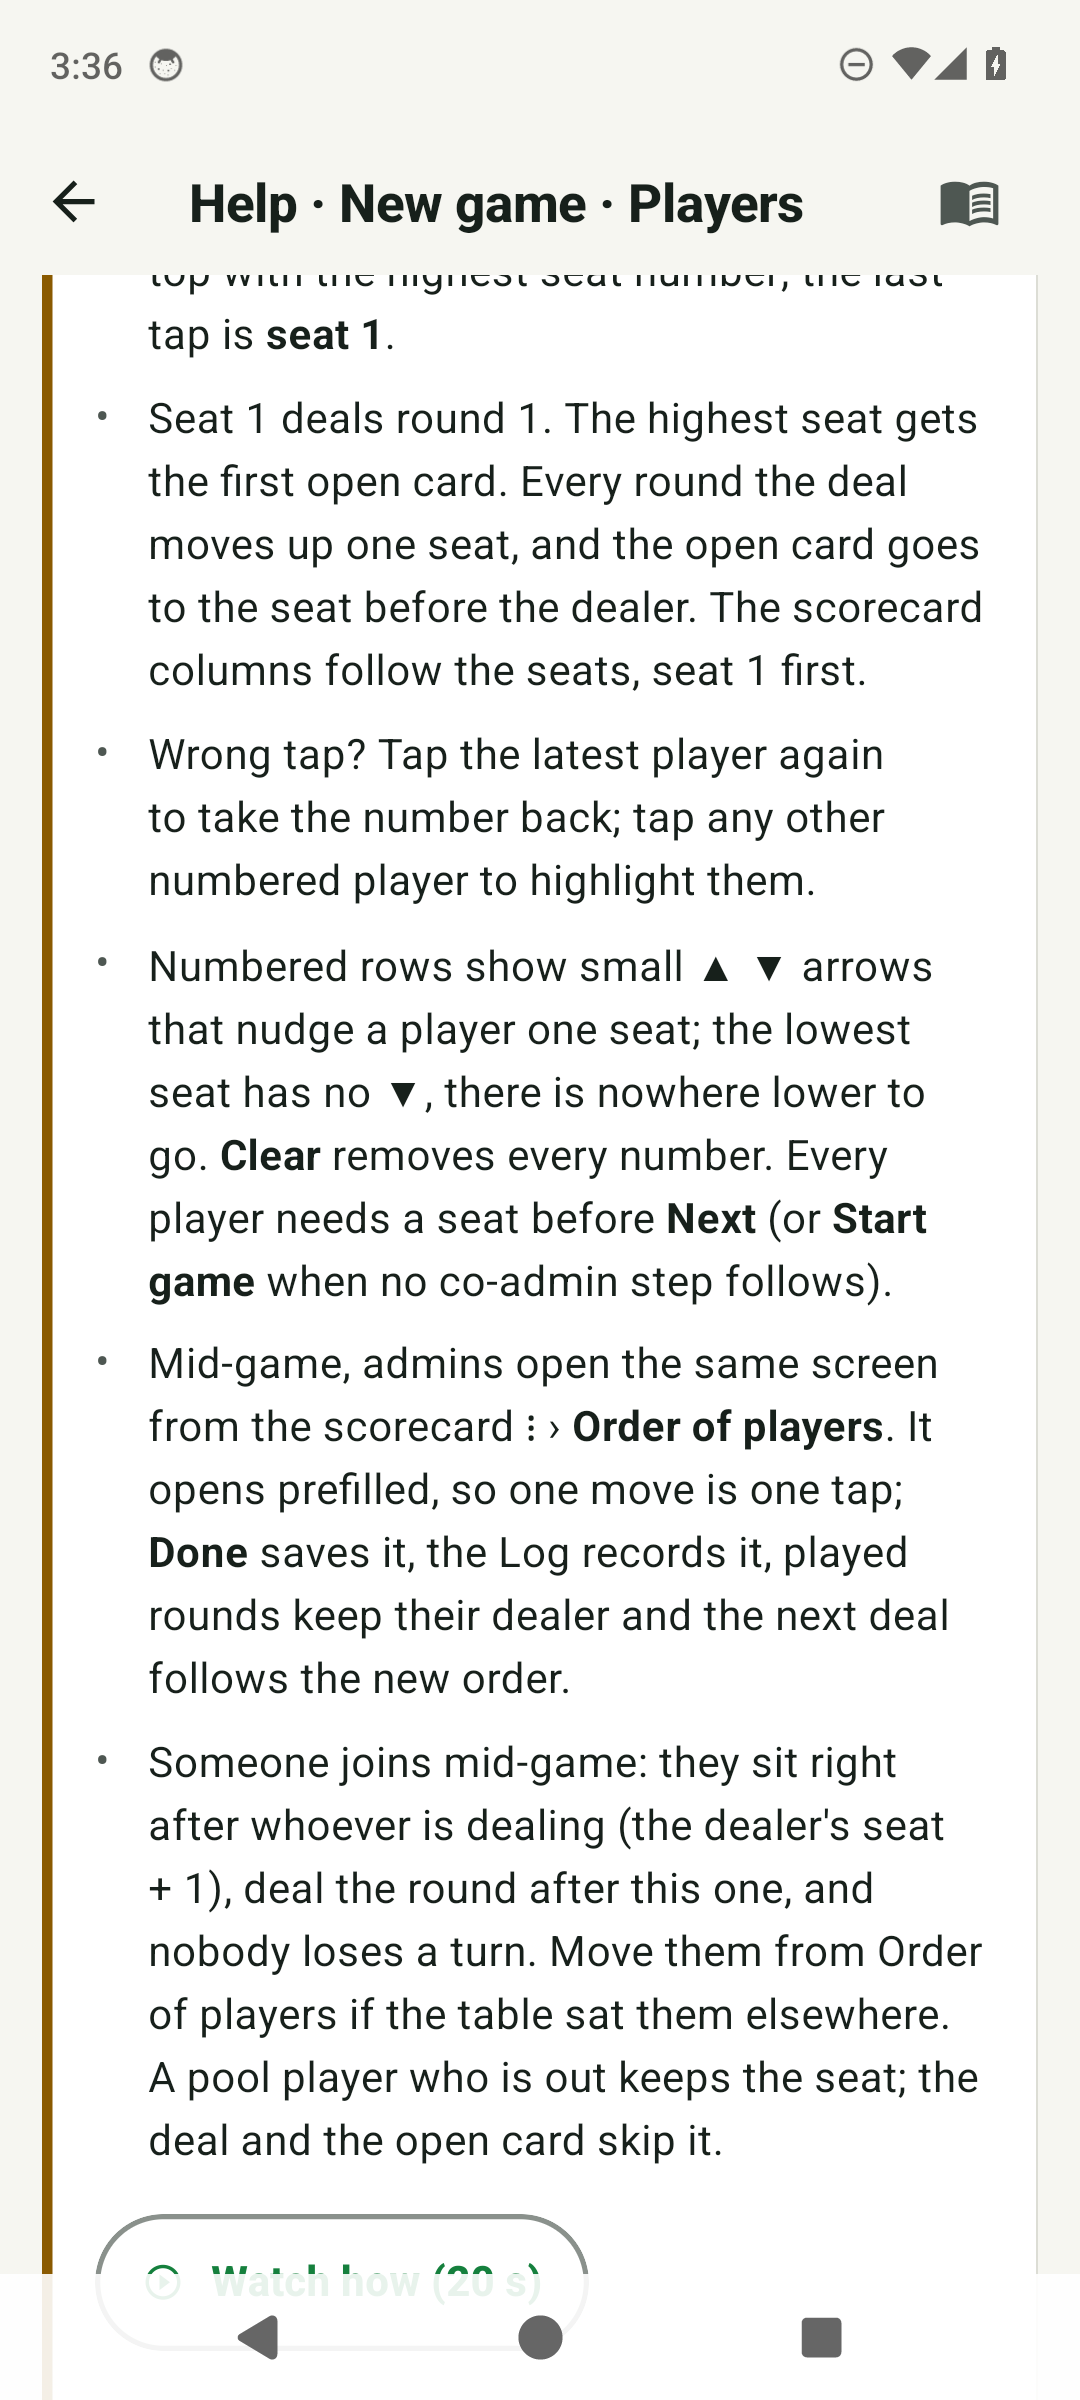 3:36
Help · New game · Players
top with the highest seat number, the last
tap is seat 1.
• Seat 1 deals round 1. The highest seat gets
the first open card. Every round the deal
moves up one seat, and the open card goes
to the seat before the dealer. The scorecard
columns follow the seats, seat 1 first.
• Wrong tap? Tap the latest player again
to take the number back; tap any other
numbered player to highlight them.
• Numbered rows show small ▲ ▼ arrows
that nudge a player one seat; the lowest
seat has no ▼, there is nowhere lower to
go. Clear removes every number. Every
player needs a seat before Next (or Start
game when no co-admin step follows).
• Mid-game, admins open the same screen
from the scorecard ⋮ › Order of players. It
opens prefilled, so one move is one tap;
Done saves it, the Log records it, played
rounds keep their dealer and the next deal
follows the new order.
• Someone joins mid-game: they sit right
after whoever is dealing (the dealer's seat
+ 1), deal the round after this one, and
nobody loses a turn. Move them from Order
of players if the table sat them elsewhere.
A pool player who is out keeps the seat; the
deal and the open card skip it.
Watch how (20 s)